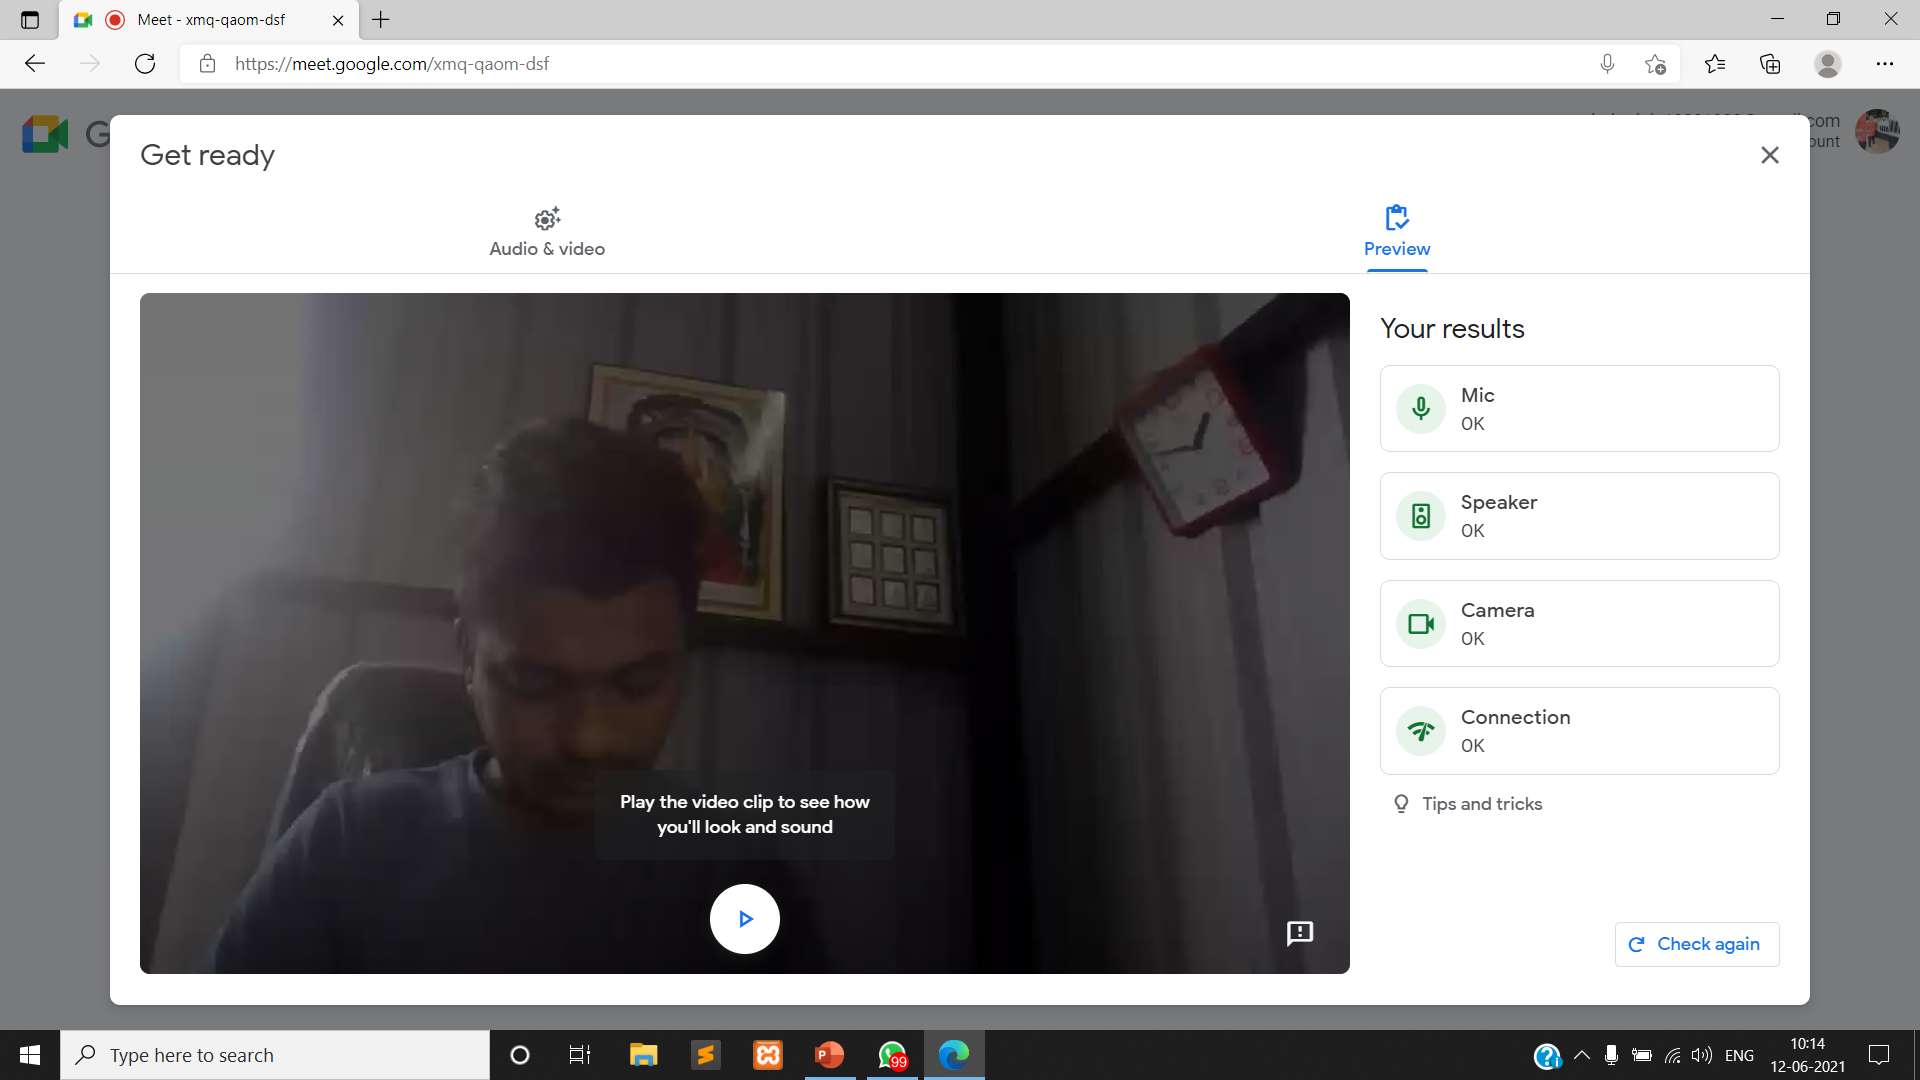 Meet - xmq-qaom-dsf
https://meet.google.com/xmq-qaom-dsf
Get ready
Audio & video
Preview
Your results
Mic
OK
Speaker
OK
Camera
OK
Connection
OK
Tips and tricks
Play the video clip to see how
you'll look and sound
Check again
Type here to search
99
ENG
10:14
12-06-2021